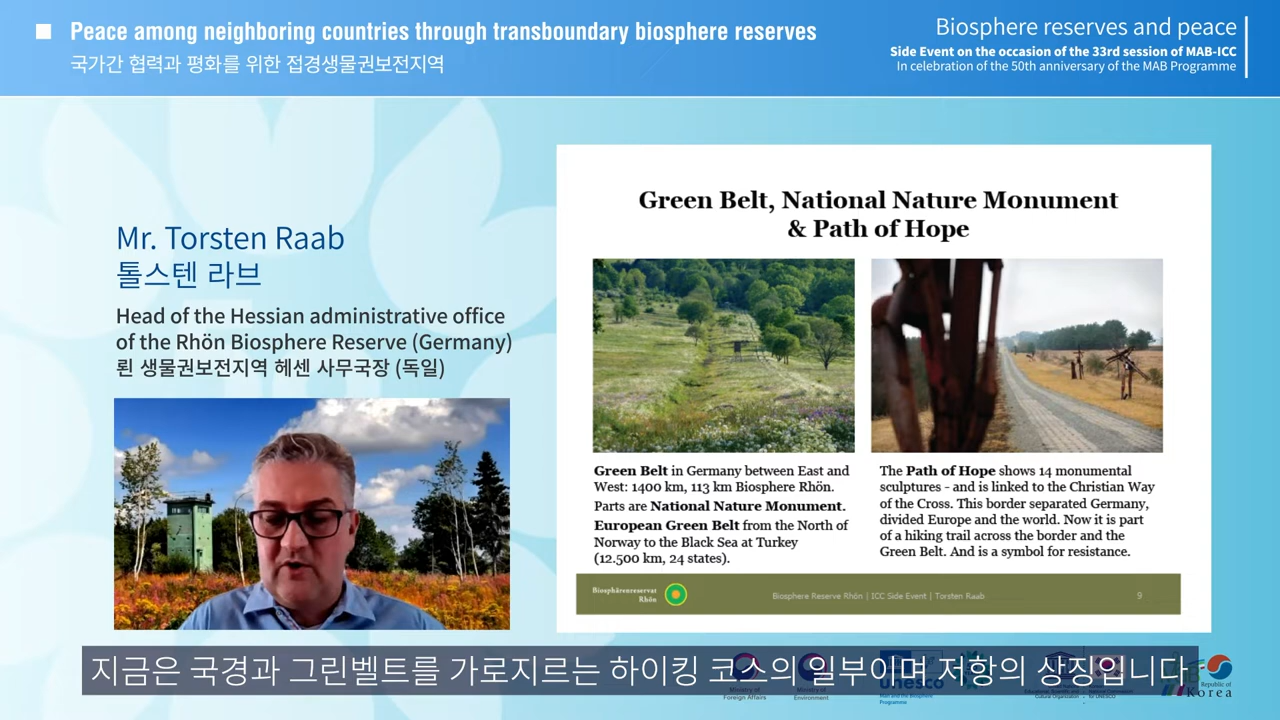 Peace among neighboring countries through transboundary biosphere reserves
국가간 협력과 평화를 위한 접경생물권보전지역
Biosphere reserves and peace
Side Event on the occasion of the 33rd session of MAB-ICC
In celebration of the 50th anniversary of the MAB Programme
Mr. Torsten Raab
톨스텐 라브
Head of the Hessian administrative office
of the Rhön Biosphere Reserve (Germany)
뢴 생물권보전지역 헤센 사무국장 (독일)
Green Belt, National Nature Monument
& Path of Hope
Green Belt in Germany between East and
West: 1400 km, 113 km Biosphere Rhön.
Parts are National Nature Monument.
European Green Belt from the North of
Norway to the Black Sea at Turkey
(12.500 km, 24 states).
The Path of Hope shows 14 monumental
sculptures - and is linked to the Christian Way
of the Cross. This border separated Germany,
divided Europe and the world. Now it is part
of a hiking trail across the border and the
Green Belt. And is a symbol for resistance.
Biosphärenreservat
Rhön
Biosphere Reserve Rhön | ICC Side Event | Torsten Raab
9
지금은 국경과 그린벨트를 가로지르는 하이킹 코스의 일부이며 저항의 상징입니다
Ministry of
Foreign Affairs
Ministry of
Environment
unesco
Man and the Biosphere
Programme
Republic of
Korea